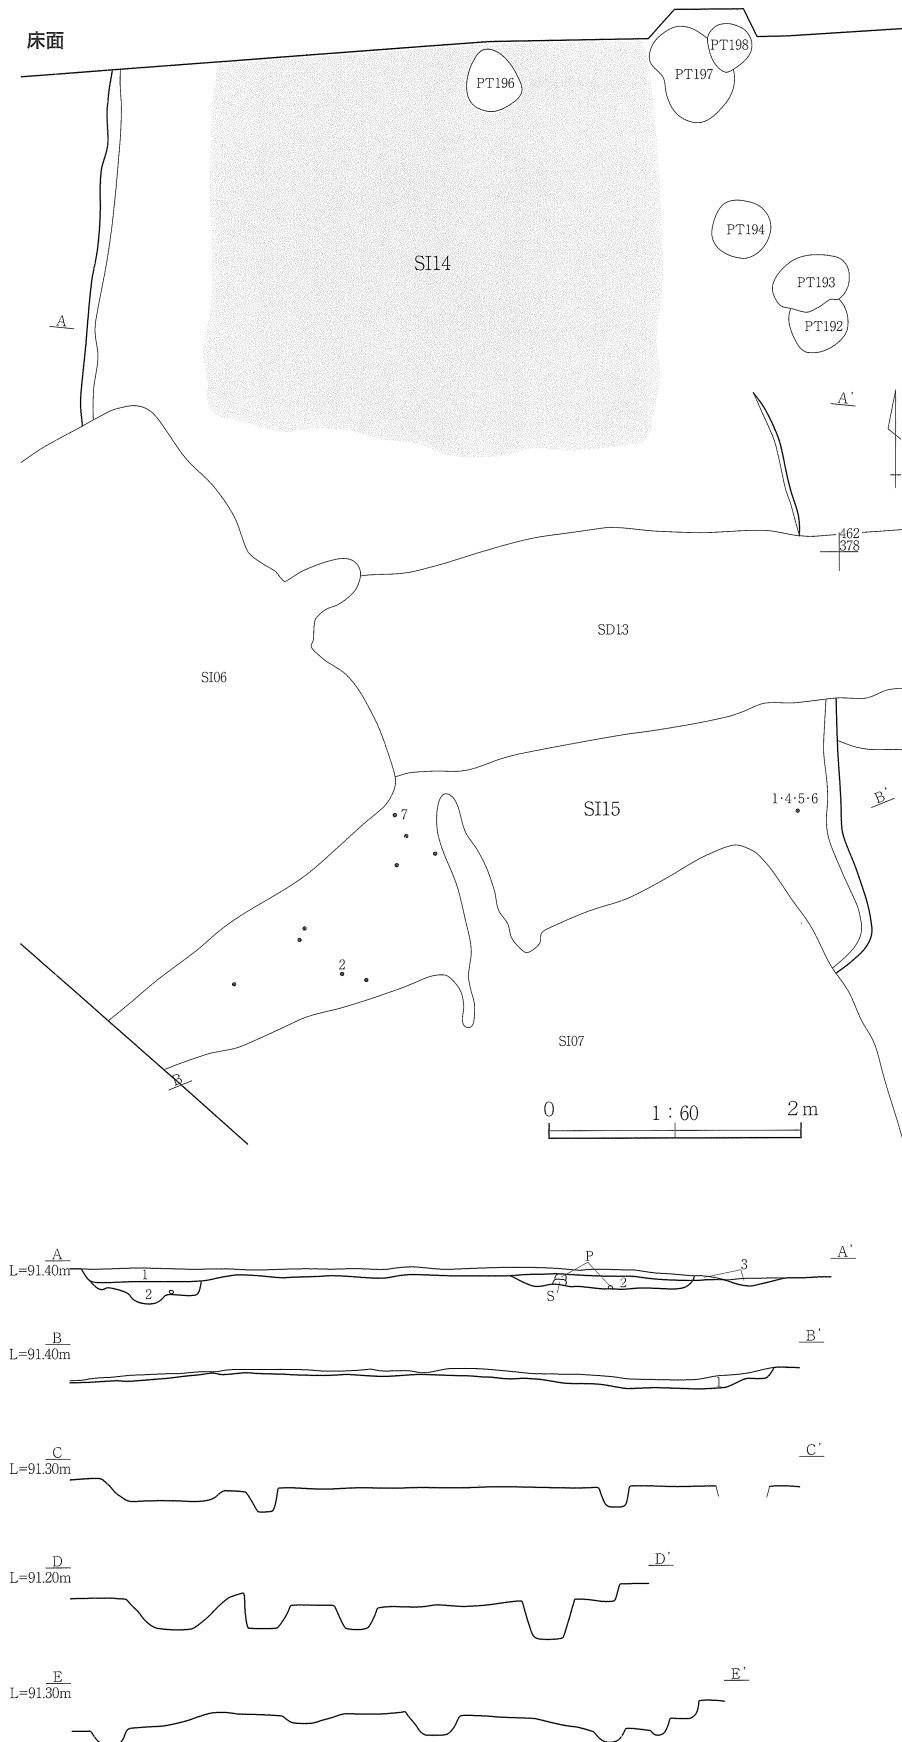 床面
PT198
PT196
PT197
PT194
SI14
PT193
PT192
A
A'
462
378
SD13
SI06
B'
1·4·5·6
SI15
7
2
SI07
B
0 1：60 2m
A
L=91.40m
P
A'
1
3
2
2
S
B
L=91.40m
B'
1
C
L=91.30m
C'
D
L=91.20m
D'
E
L=91.30m
E'